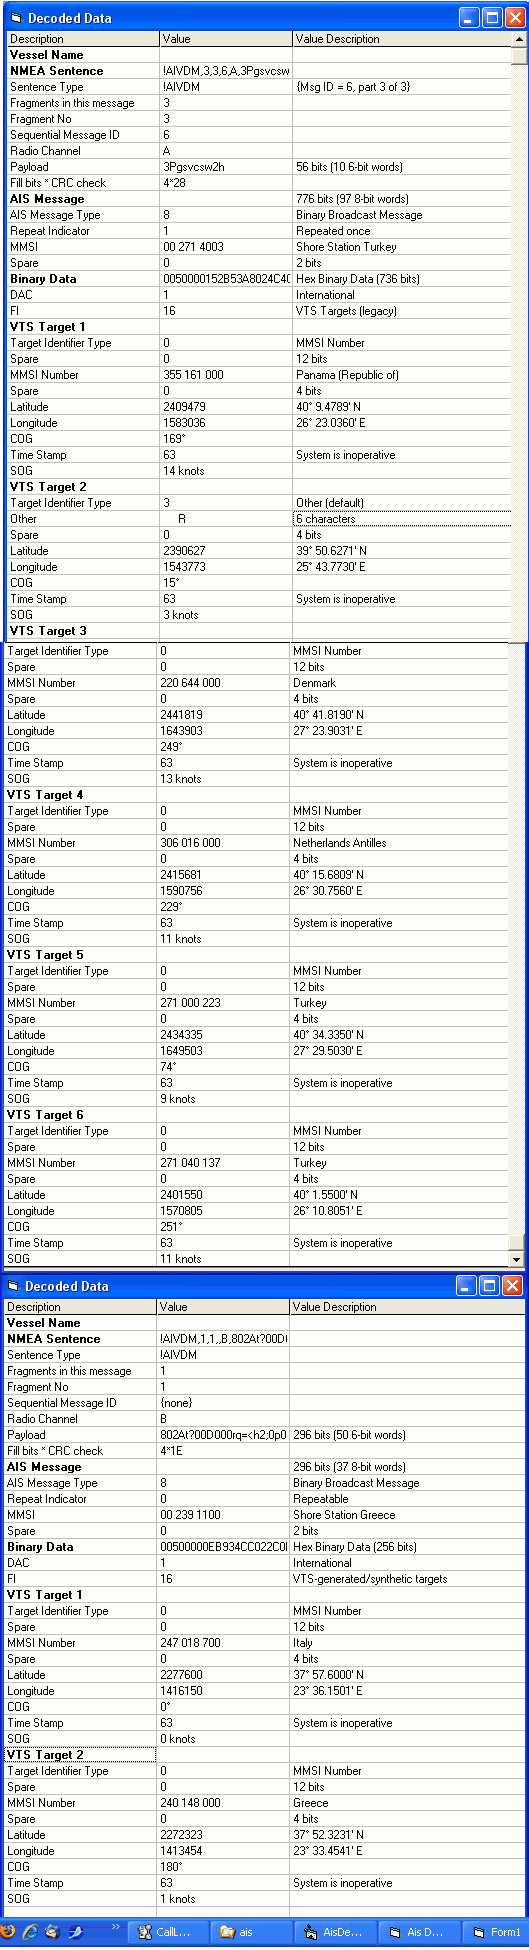 Decoded Data
Description Value Value Description
Vessel Name
NMEA Sentence !AIVDM,3,3,6,A,3Pgsvcsw
Sentence Type !AIVDM {Msg ID = 6, part 3 of 3}
Fragments in this message 3
Fragment No 3
Sequential Message ID 6
Radio Channel A
Payload 3Pgsvcsw2h 56 bits (10 6-bit words)
Fill bits * CRC check 4*28
AIS Message 776 bits (97 8-bit words)
AIS Message Type 8 Binary Broadcast Message
Repeat Indicator 1 Repeated once
MMSI 00 271 4003 Shore Station Turkey
Spare 0 2 bits
Binary Data 0050000152B53A8024C4( Hex Binary Data (736 bits)
DAC 1 International
FI 16 VTS Targets (legacy)
VTS Target 1
Target Identifier Type 0 MMSI Number
Spare 0 12 bits
MMSI Number 355 161 000 Panama (Republic of)
Spare 0 4 bits
Latitude 2409479 40° 9.4789' N
Longitude 1583036 26° 23.0360' E
COG 169°
Time Stamp 63 System is inoperative
SOG 14 knots
VTS Target 2
Target Identifier Type 3 Other (default)
Other R 6 characters
Spare 0 4 bits
Latitude 2390627 39° 50.6271' N
Longitude 1543773 25° 43.7730' E
COG 15°
Time Stamp 63 System is inoperative
SOG 3 knots
VTS Target 3
Target Identifier Type 0 MMSI Number
Spare 0 12 bits
MMSI Number 220 644 000 Denmark
Spare 0 4 bits
Latitude 2441819 40° 41.8190' N
Longitude 1643903 27° 23.9031' E
COG 249°
Time Stamp 63 System is inoperative
SOG 13 knots
VTS Target 4
Target Identifier Type 0 MMSI Number
Spare 0 12 bits
MMSI Number 306 016 000 Netherlands Antilles
Spare 0 4 bits
Latitude 2415681 40° 15.6809' N
Longitude 1590756 26° 30.7560' E
COG 229°
Time Stamp 63 System is inoperative
SOG 11 knots
VTS Target 5
Target Identifier Type 0 MMSI Number
Spare 0 12 bits
MMSI Number 271 000 223 Turkey
Spare 0 4 bits
Latitude 2434335 40° 34.3350' N
Longitude 1649503 27° 29.5030' E
COG 74°
Time Stamp 63 System is inoperative
SOG 9 knots
VTS Target 6
Target Identifier Type 0 MMSI Number
Spare 0 12 bits
MMSI Number 271 040 137 Turkey
Spare 0 4 bits
Latitude 2401550 40° 1.5500' N
Longitude 1570805 26° 10.8051' E
COG 251°
Time Stamp 63 System is inoperative
SOG 11 knots
Decoded Data
Description Value Value Description
Vessel Name
NMEA Sentence !AIVDM,1,1,,B,802At?00D(
Sentence Type !AIVDM
Fragments in this message 1
Fragment No 1
Sequential Message ID {none}
Radio Channel B
Payload 802At?00D000rq=<h2;0p0 296 bits (50 6-bit words)
Fill bits * CRC check 4*1E
AIS Message 296 bits (37 8-bit words)
AIS Message Type 8 Binary Broadcast Message
Repeat Indicator 0 Repeatable
MMSI 00 239 1100 Shore Station Greece
Spare 0 2 bits
Binary Data 00500000EB934CC022C0 Hex Binary Data (256 bits)
DAC 1 International
FI 16 VTS-generated/synthetic targets
VTS Target 1
Target Identifier Type 0 MMSI Number
Spare 0 12 bits
MMSI Number 247 018 700 Italy
Spare 0 4 bits
Latitude 2277600 37° 57.6000' N
Longitude 1416150 23° 36.1501' E
COG 0°
Time Stamp 63 System is inoperative
SOG 0 knots
VTS Target 2
Target Identifier Type 0 MMSI Number
Spare 0 12 bits
MMSI Number 240 148 000 Greece
Spare 0 4 bits
Latitude 2272323 37° 52.3231' N
Longitude 1413454 23° 33.4541' E
COG 180°
Time Stamp 63 System is inoperative
SOG 1 knots
» CallL... ais AisDe... Ais D... Form1